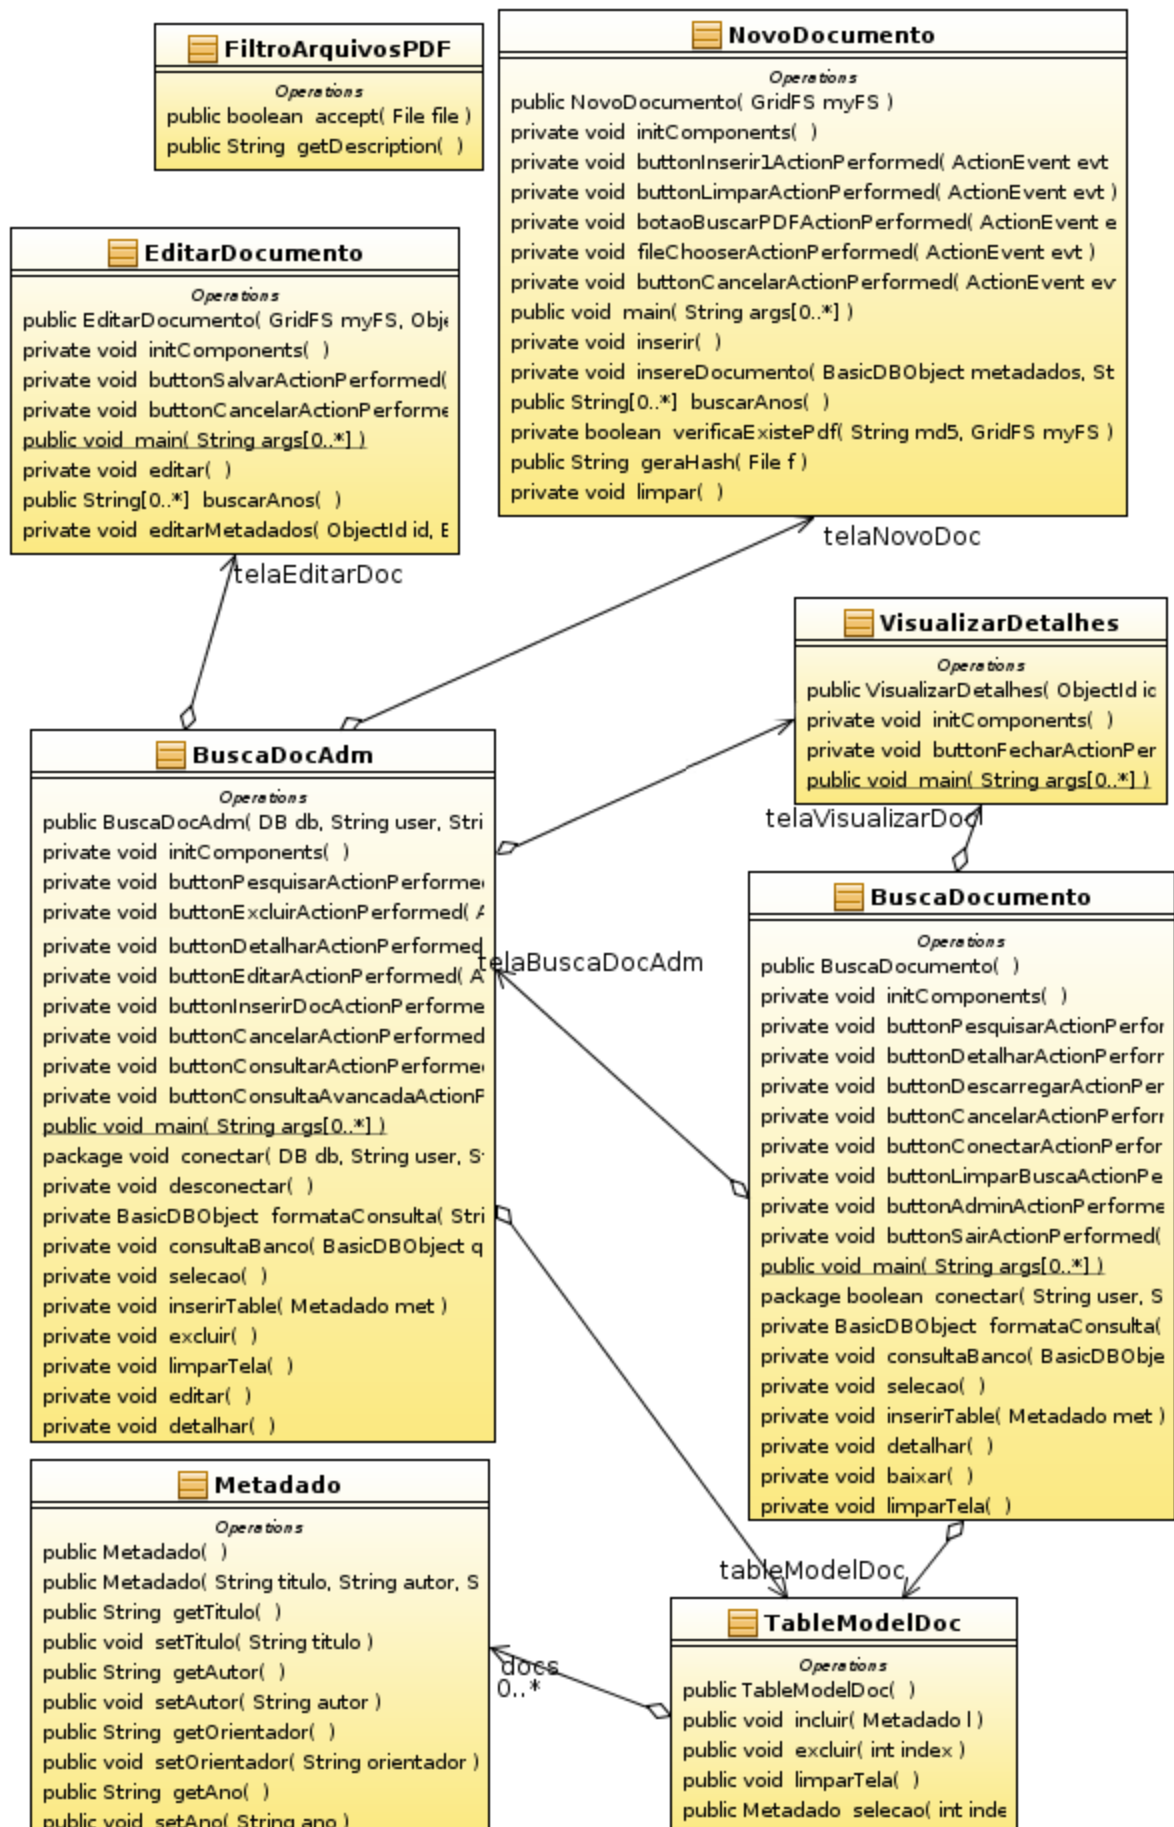 FiltroArquivosPDF
Operations
public boolean accept( File file )
public String getDescription( )
NovoDocumento
Operations
public NovoDocumento( GridFS myFS )
private void initComponents( )
private void buttonInserir1ActionPerformed( ActionEvent evt
private void buttonLimparActionPerformed( ActionEvent evt )
private void botaoBuscarPDFActionPerformed( ActionEvent e
private void fileChooserActionPerformed( ActionEvent evt )
private void buttonCancelarActionPerformed( ActionEvent ev
public void main( String args[0..*] )
private void inserir( )
private void insereDocumento( BasicDBObject metadados, St
public String[0..*] buscarAnos( )
private boolean verificaExistePdf( String md5, GridFS myFS )
public String geraHash( File f )
private void limpar( )
EditarDocumento
Operations
public EditarDocumento( GridFS myFS, Obje
private void initComponents( )
private void buttonSalvarActionPerformed(
private void buttonCancelarActionPerforme
public void main( String args[0..*] )
private void editar( )
public String[0..*] buscarAnos( )
private void editarMetadados( ObjectId id, B
telaNovoDoc
telaEditarDoc
VisualizarDetalhes
Operations
public VisualizarDetalhes( ObjectId id
private void initComponents( )
private void buttonFecharActionPer
public void main( String args[0..*] )
telaVisualizarDoc
BuscaDocAdm
Operations
public BuscaDocAdm( DB db, String user, Stri
private void initComponents( )
private void buttonPesquisarActionPerformed
private void buttonExcluirActionPerformed( A
private void buttonDetalharActionPerformed
private void buttonEditarActionPerformed( A
private void buttonInserirDocActionPerforme
private void buttonCancelarActionPerformed
private void buttonConsultarActionPerformed
private void buttonConsultaAvancadaActionP
public void main( String args[0..*] )
package void conectar( DB db, String user, S
private void desconectar( )
private BasicDBObject formataConsulta( Stri
private void consultaBanco( BasicDBObject q
private void selecao( )
private void inserirTable( Metadado met )
private void excluir( )
private void limparTela( )
private void editar( )
private void detalhar( )
telaBuscaDocAdm
BuscaDocumento
Operations
public BuscaDocumento( )
private void initComponents( )
private void buttonPesquisarActionPerfor
private void buttonDetalharActionPerforr
private void buttonDescarregarActionPer
private void buttonCancelarActionPerforr
private void buttonConectarActionPerfor
private void buttonLimparBuscaActionPe
private void buttonAdminActionPerforme
private void buttonSairActionPerformed(
public void main( String args[0..*] )
package boolean conectar( String user, S
private BasicDBObject formataConsulta(
private void consultaBanco( BasicDBObje
private void selecao( )
private void inserirTable( Metadado met )
private void detalhar( )
private void baixar( )
private void limparTela( )
Metadado
Operations
public Metadado( )
public Metadado( String titulo, String autor, S
public String getTitulo( )
public void setTitulo( String titulo )
public String getAutor( )
public void setAutor( String autor )
public String getOrientador( )
public void setOrientador( String orientador )
public String getAno( )
public void setAno( String ano )
docs
0..*
tableModelDoc
TableModelDoc
Operations
public TableModelDoc( )
public void incluir( Metadado l )
public void excluir( int index )
public void limparTela( )
public Metadado selecao( int inde